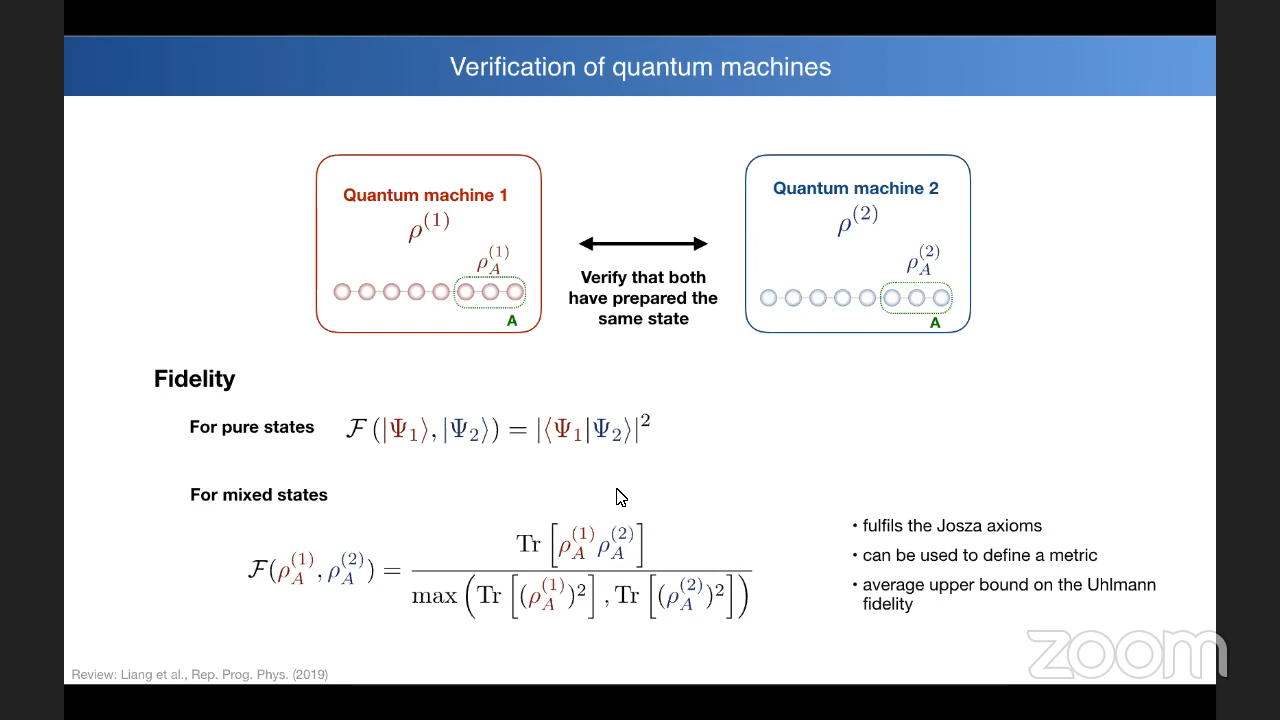 Verification of quantum machines
Quantum machine 1
ρ^(1)
ρ_A^(1)
A
Verify that both
have prepared the
same state
Quantum machine 2
ρ^(2)
ρ_A^(2)
A
Fidelity
For pure states F(|Ψ₁⟩, |Ψ₂⟩) = |⟨Ψ₁|Ψ₂⟩|²
For mixed states
F(ρ_A^(1), ρ_A^(2)) = Tr[ρ_A^(1) ρ_A^(2)] / max(Tr[(ρ_A^(1))²], Tr[(ρ_A^(2))²])
• fulfils the Josza axioms
• can be used to define a metric
• average upper bound on the Uhlmann
fidelity
Review: Liang et al., Rep. Prog. Phys. (2019)
zoom